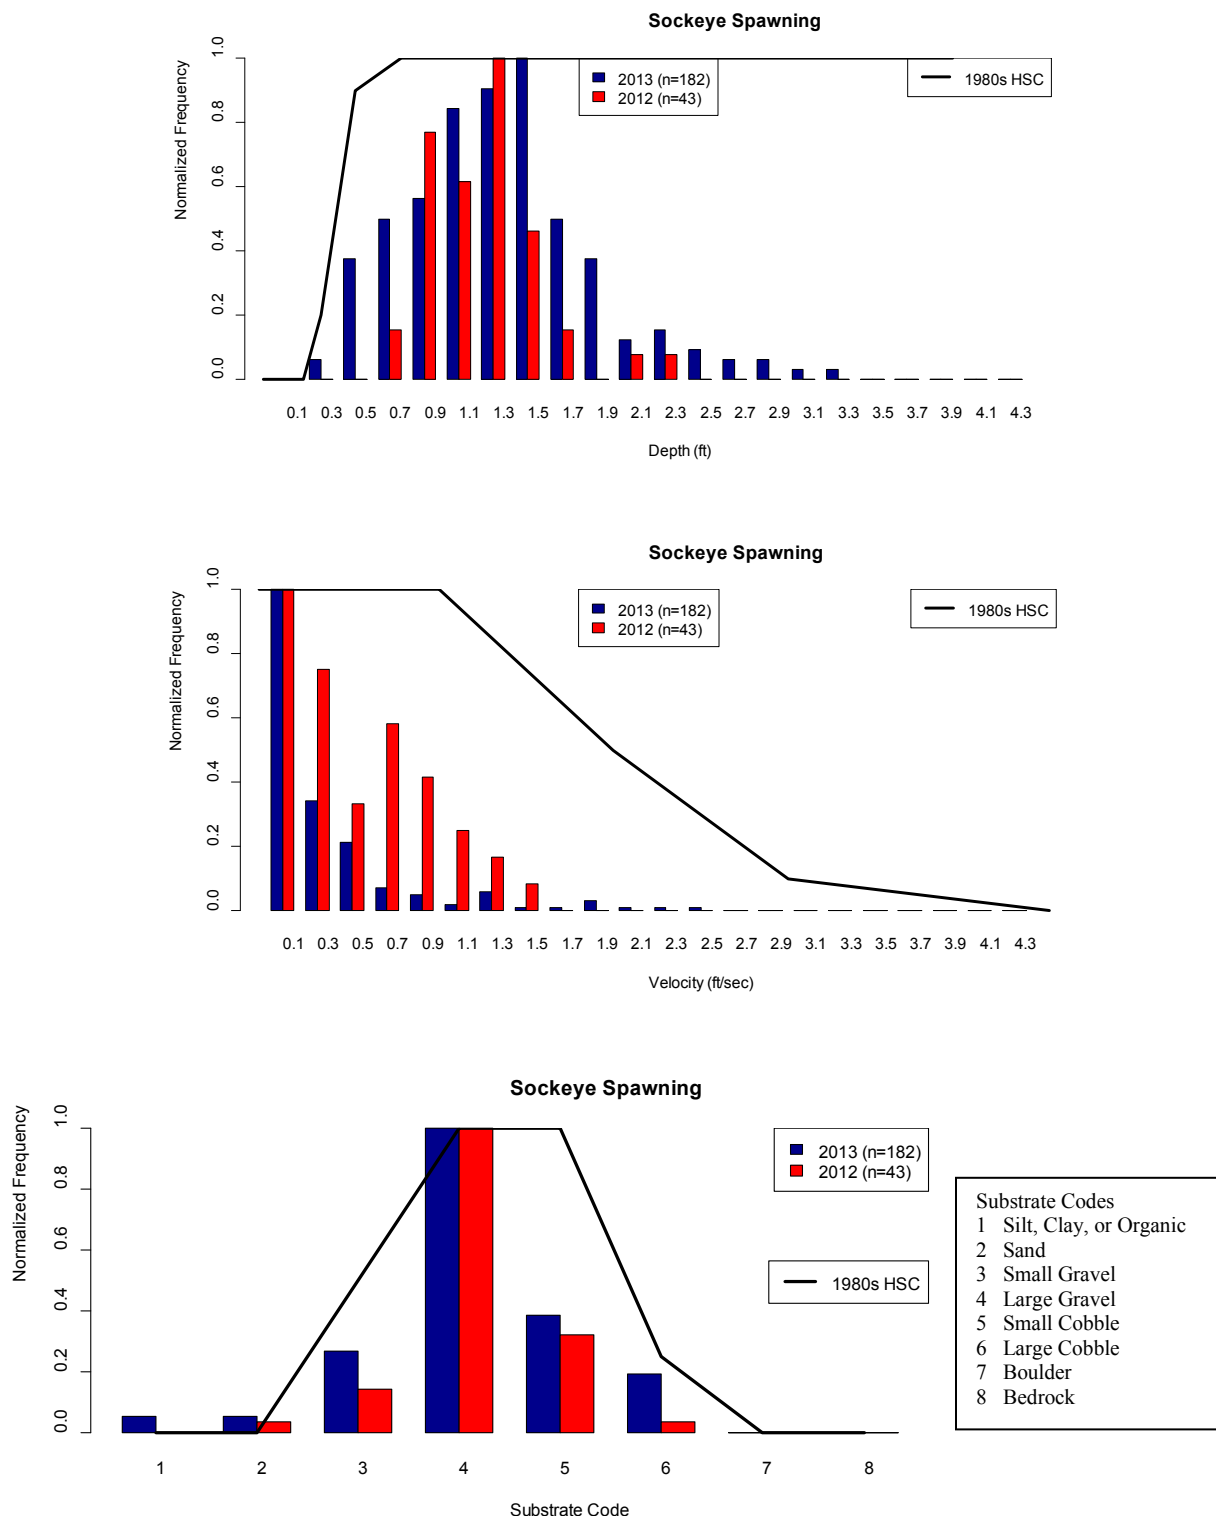 Sockeye Spawning
Normalized Frequency
1.0
0.8
0.6
0.4
0.2
0.0
2013 (n=182)
2012 (n=43)
1980s HSC
0.1 0.3 0.5 0.7 0.9 1.1 1.3 1.5 1.7 1.9 2.1 2.3 2.5 2.7 2.9 3.1 3.3 3.5 3.7 3.9 4.1 4.3
Depth (ft)
Sockeye Spawning
Normalized Frequency
1.0
0.8
0.6
0.4
0.2
0.0
2013 (n=182)
2012 (n=43)
1980s HSC
0.1 0.3 0.5 0.7 0.9 1.1 1.3 1.5 1.7 1.9 2.1 2.3 2.5 2.7 2.9 3.1 3.3 3.5 3.7 3.9 4.1 4.3
Velocity (ft/sec)
Sockeye Spawning
Normalized Frequency
1.0
0.8
0.6
0.4
0.2
0.0
2013 (n=182)
2012 (n=43)
1980s HSC
Substrate Codes
1 Silt, Clay, or Organic
2 Sand
3 Small Gravel
4 Large Gravel
5 Small Cobble
6 Large Cobble
7 Boulder
8 Bedrock
1 2 3 4 5 6 7 8
Substrate Code